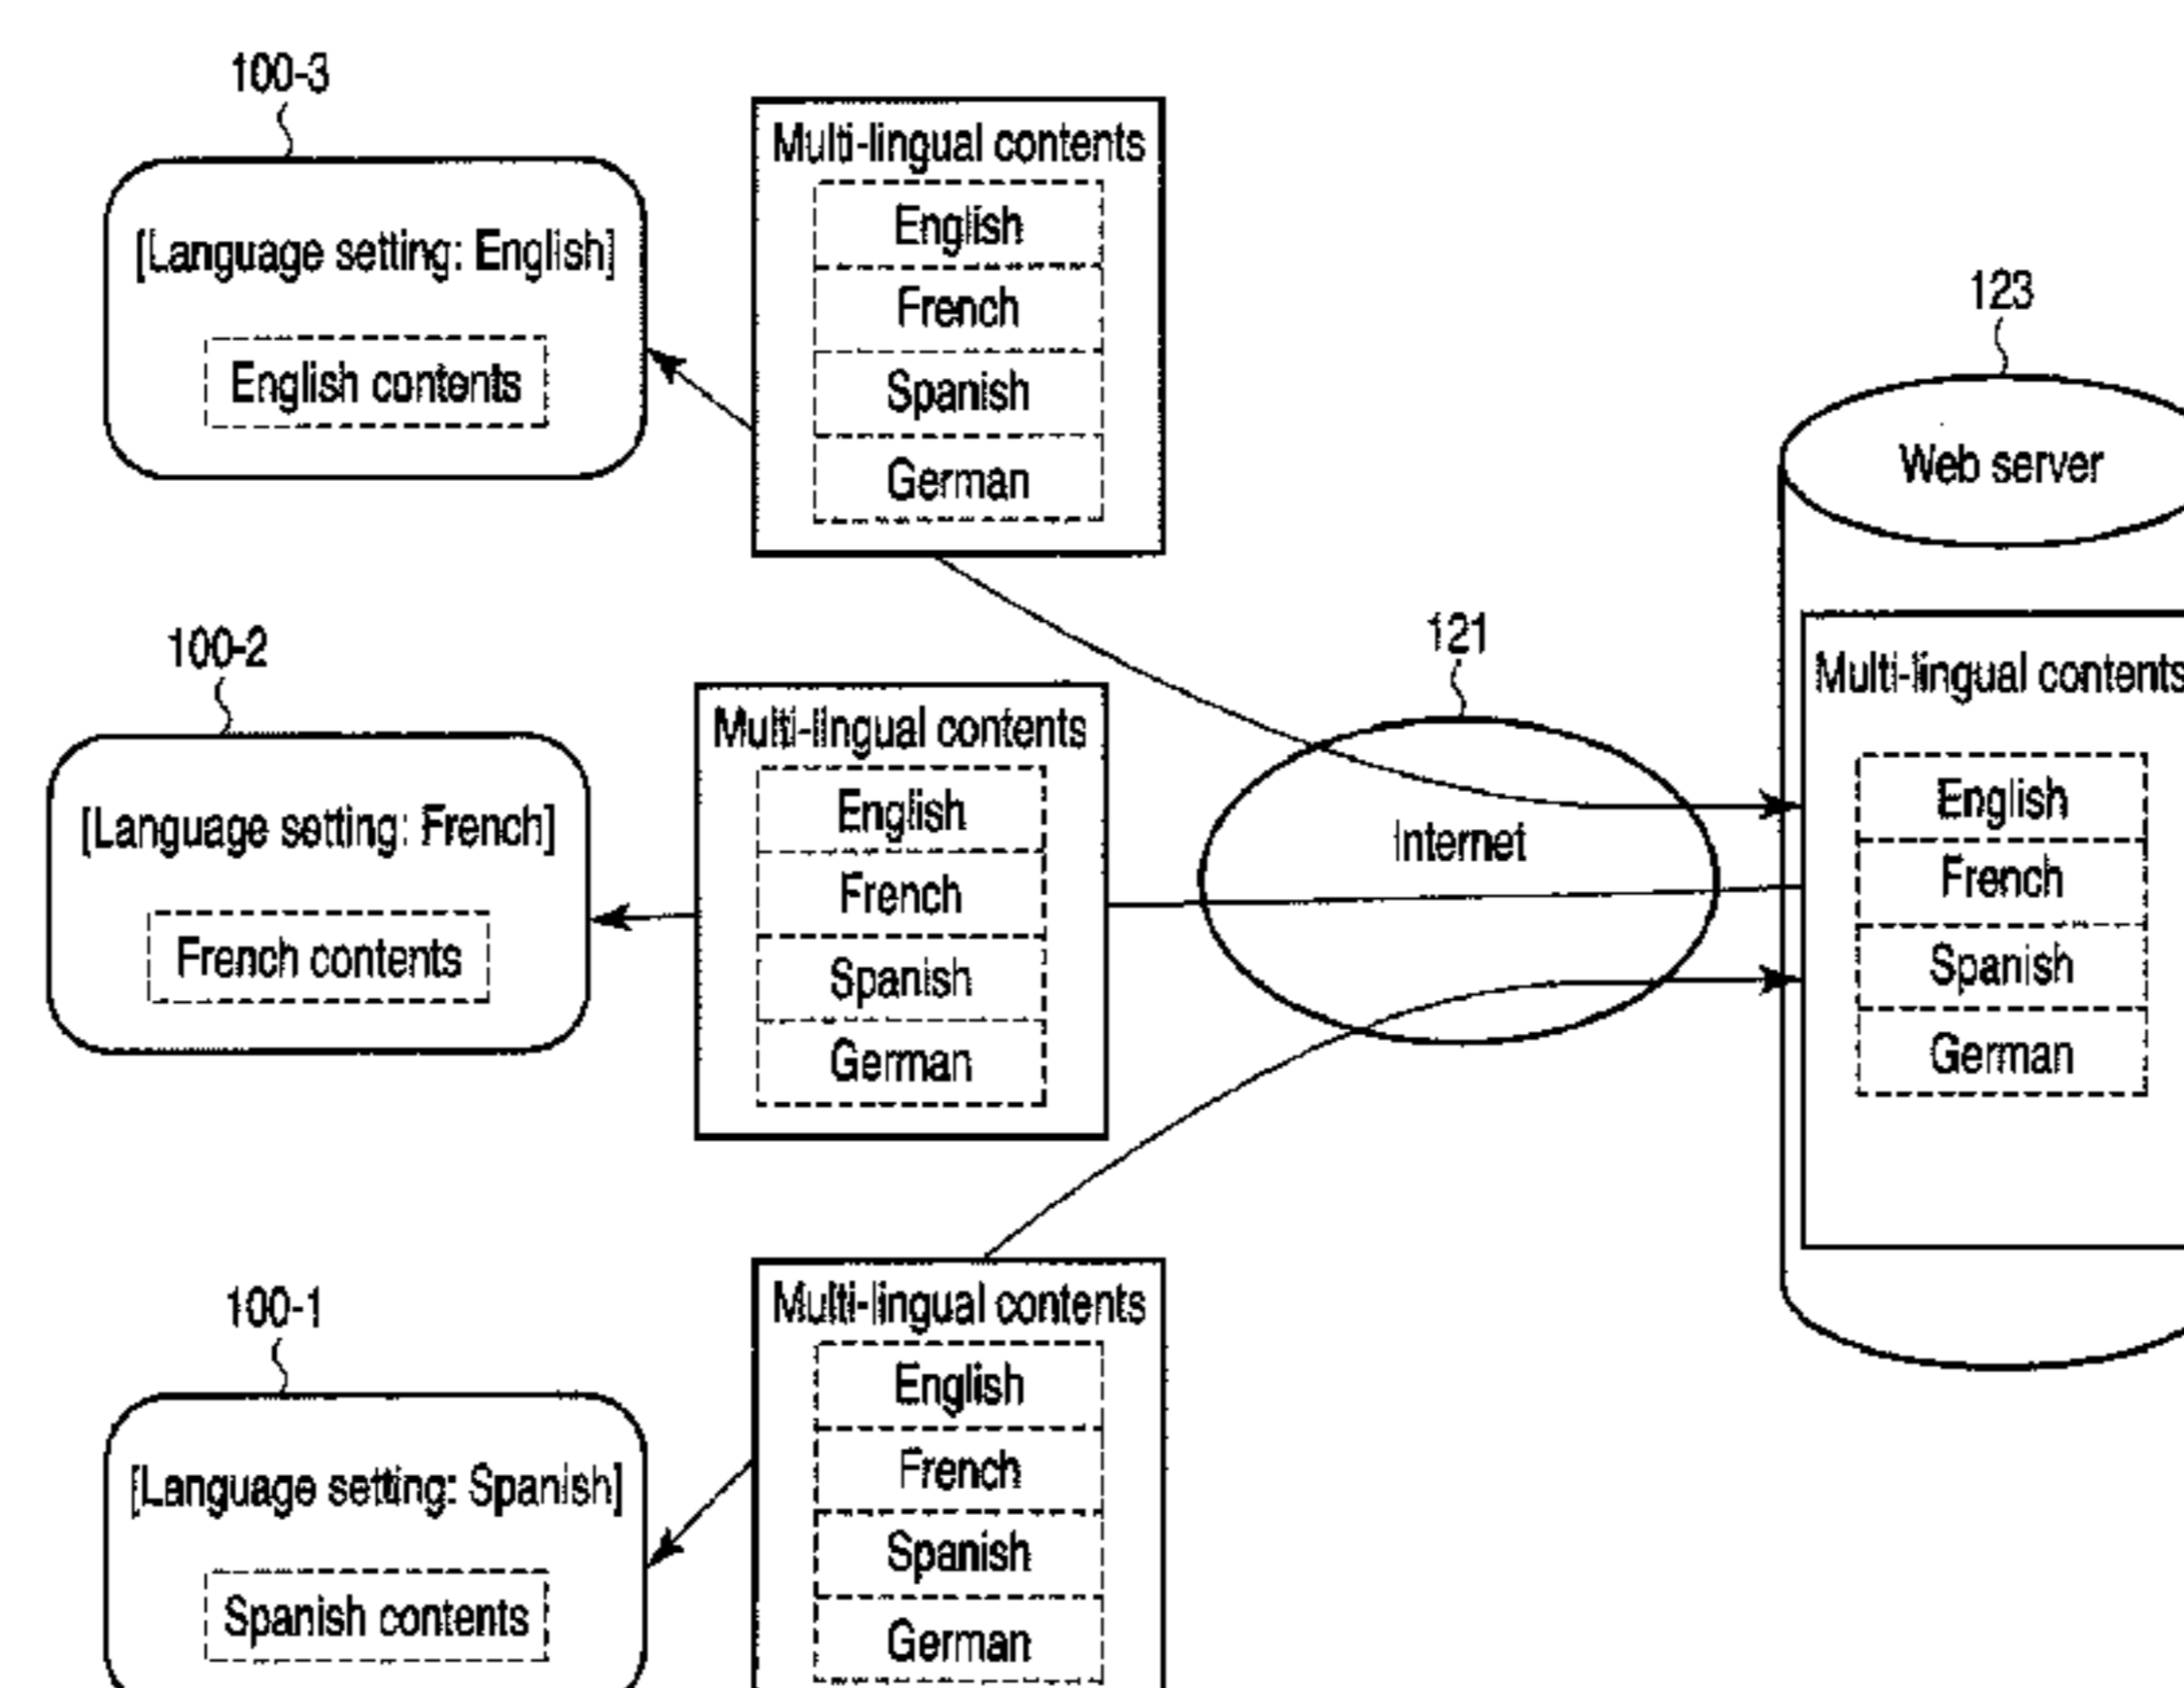 100-3
[Language setting: English]
English contents
Multi-lingual contents
English
French
Spanish
German
123
Web server
Multi-lingual contents
English
French
Spanish
German
121
Internet
100-2
[Language setting: French]
French contents
Multi-lingual contents
English
French
Spanish
German
100-1
[Language setting: Spanish]
Spanish contents
Multi-lingual contents
English
French
Spanish
German